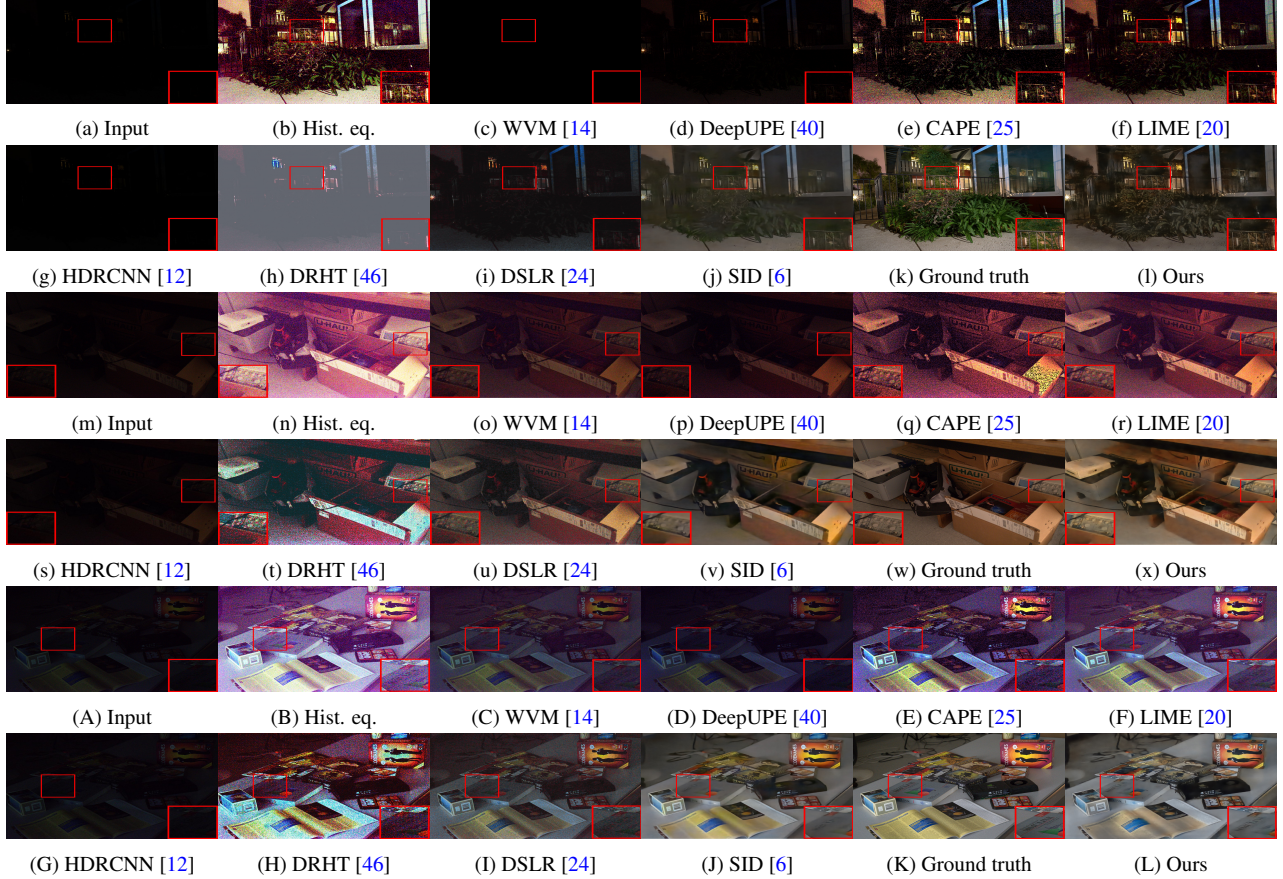 (a) Input (b) Hist. eq. (c) WVM [14] (d) DeepUPE [40] (e) CAPE [25] (f) LIME [20]
(g) HDRCNN [12] (h) DRHT [46] (i) DSLR [24] (j) SID [6] (k) Ground truth (l) Ours
U-HAUL
(m) Input (n) Hist. eq. (o) WVM [14] (p) DeepUPE [40] (q) CAPE [25] (r) LIME [20]
(s) HDRCNN [12] (t) DRHT [46] (u) DSLR [24] (v) SID [6] (w) Ground truth (x) Ours
(A) Input (B) Hist. eq. (C) WVM [14] (D) DeepUPE [40] (E) CAPE [25] (F) LIME [20]
(G) HDRCNN [12] (H) DRHT [46] (I) DSLR [24] (J) SID [6] (K) Ground truth (L) Ours